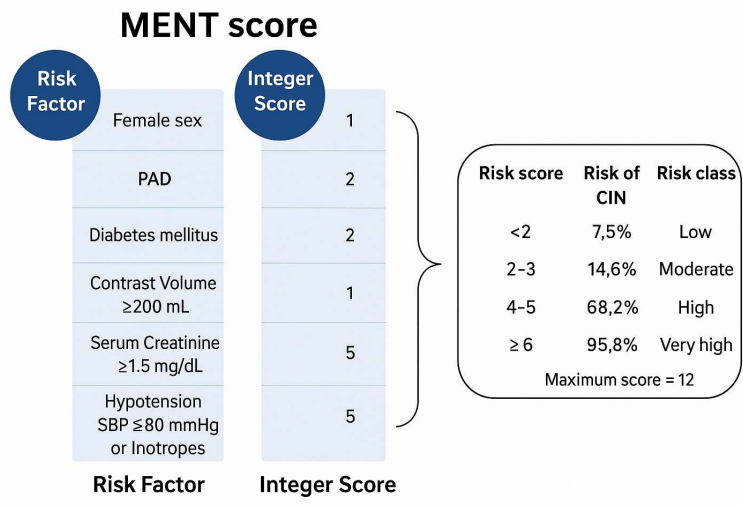 MENT score
Risk
Factor
Integer
Score
Female sex
1
PAD
2
Diabetes mellitus
2
Contrast Volume
≥200 mL
1
Serum Creatinine
≥1.5 mg/dL
5
Hypotension
SBP ≤80 mmHg
or Inotropes
5
Risk Factor
Integer Score
Risk score Risk of CIN Risk class
<2 7,5% Low
2-3 14,6% Moderate
4-5 68,2% High
≥ 6 95,8% Very high
Maximum score = 12